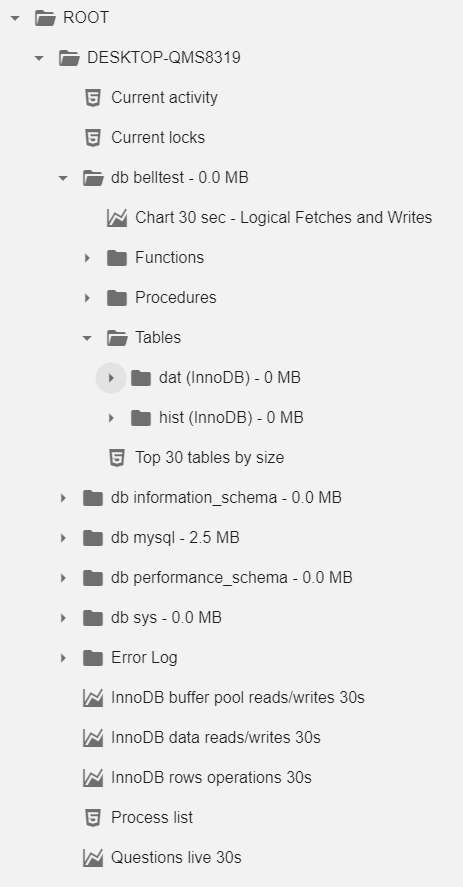 ROOT
DESKTOP-QMS8319
Current activity
Current locks
db belltest - 0.0 MB
Chart 30 sec - Logical Fetches and Writes
Functions
Procedures
Tables
dat (InnoDB) - 0 MB
hist (InnoDB) - 0 MB
Top 30 tables by size
db information_schema - 0.0 MB
db mysql - 2.5 MB
db performance_schema - 0.0 MB
db sys - 0.0 MB
Error Log
InnoDB buffer pool reads/writes 30s
InnoDB data reads/writes 30s
InnoDB rows operations 30s
Process list
Questions live 30s